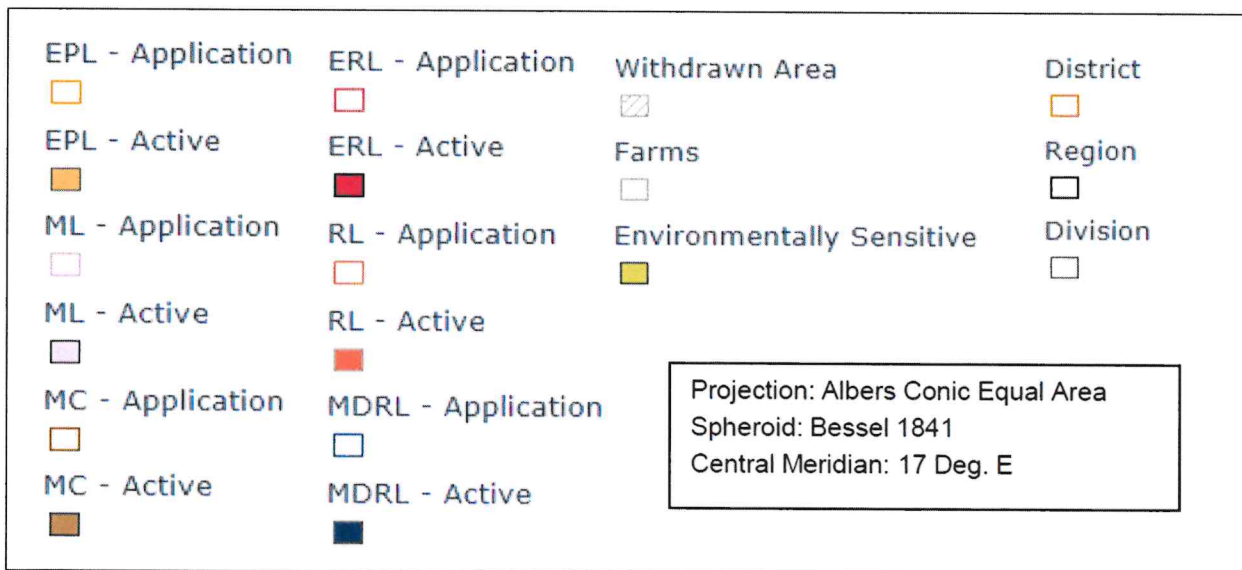 EPL - Application
EPL - Active
ML - Application
ML - Active
MC - Application
MC - Active
ERL - Application
ERL - Active
RL - Application
RL - Active
MDRL - Application
MDRL - Active
Withdrawn Area
Farms
Environmentally Sensitive
District
Region
Division
Projection: Albers Conic Equal Area
Spheroid: Bessel 1841
Central Meridian: 17 Deg. E